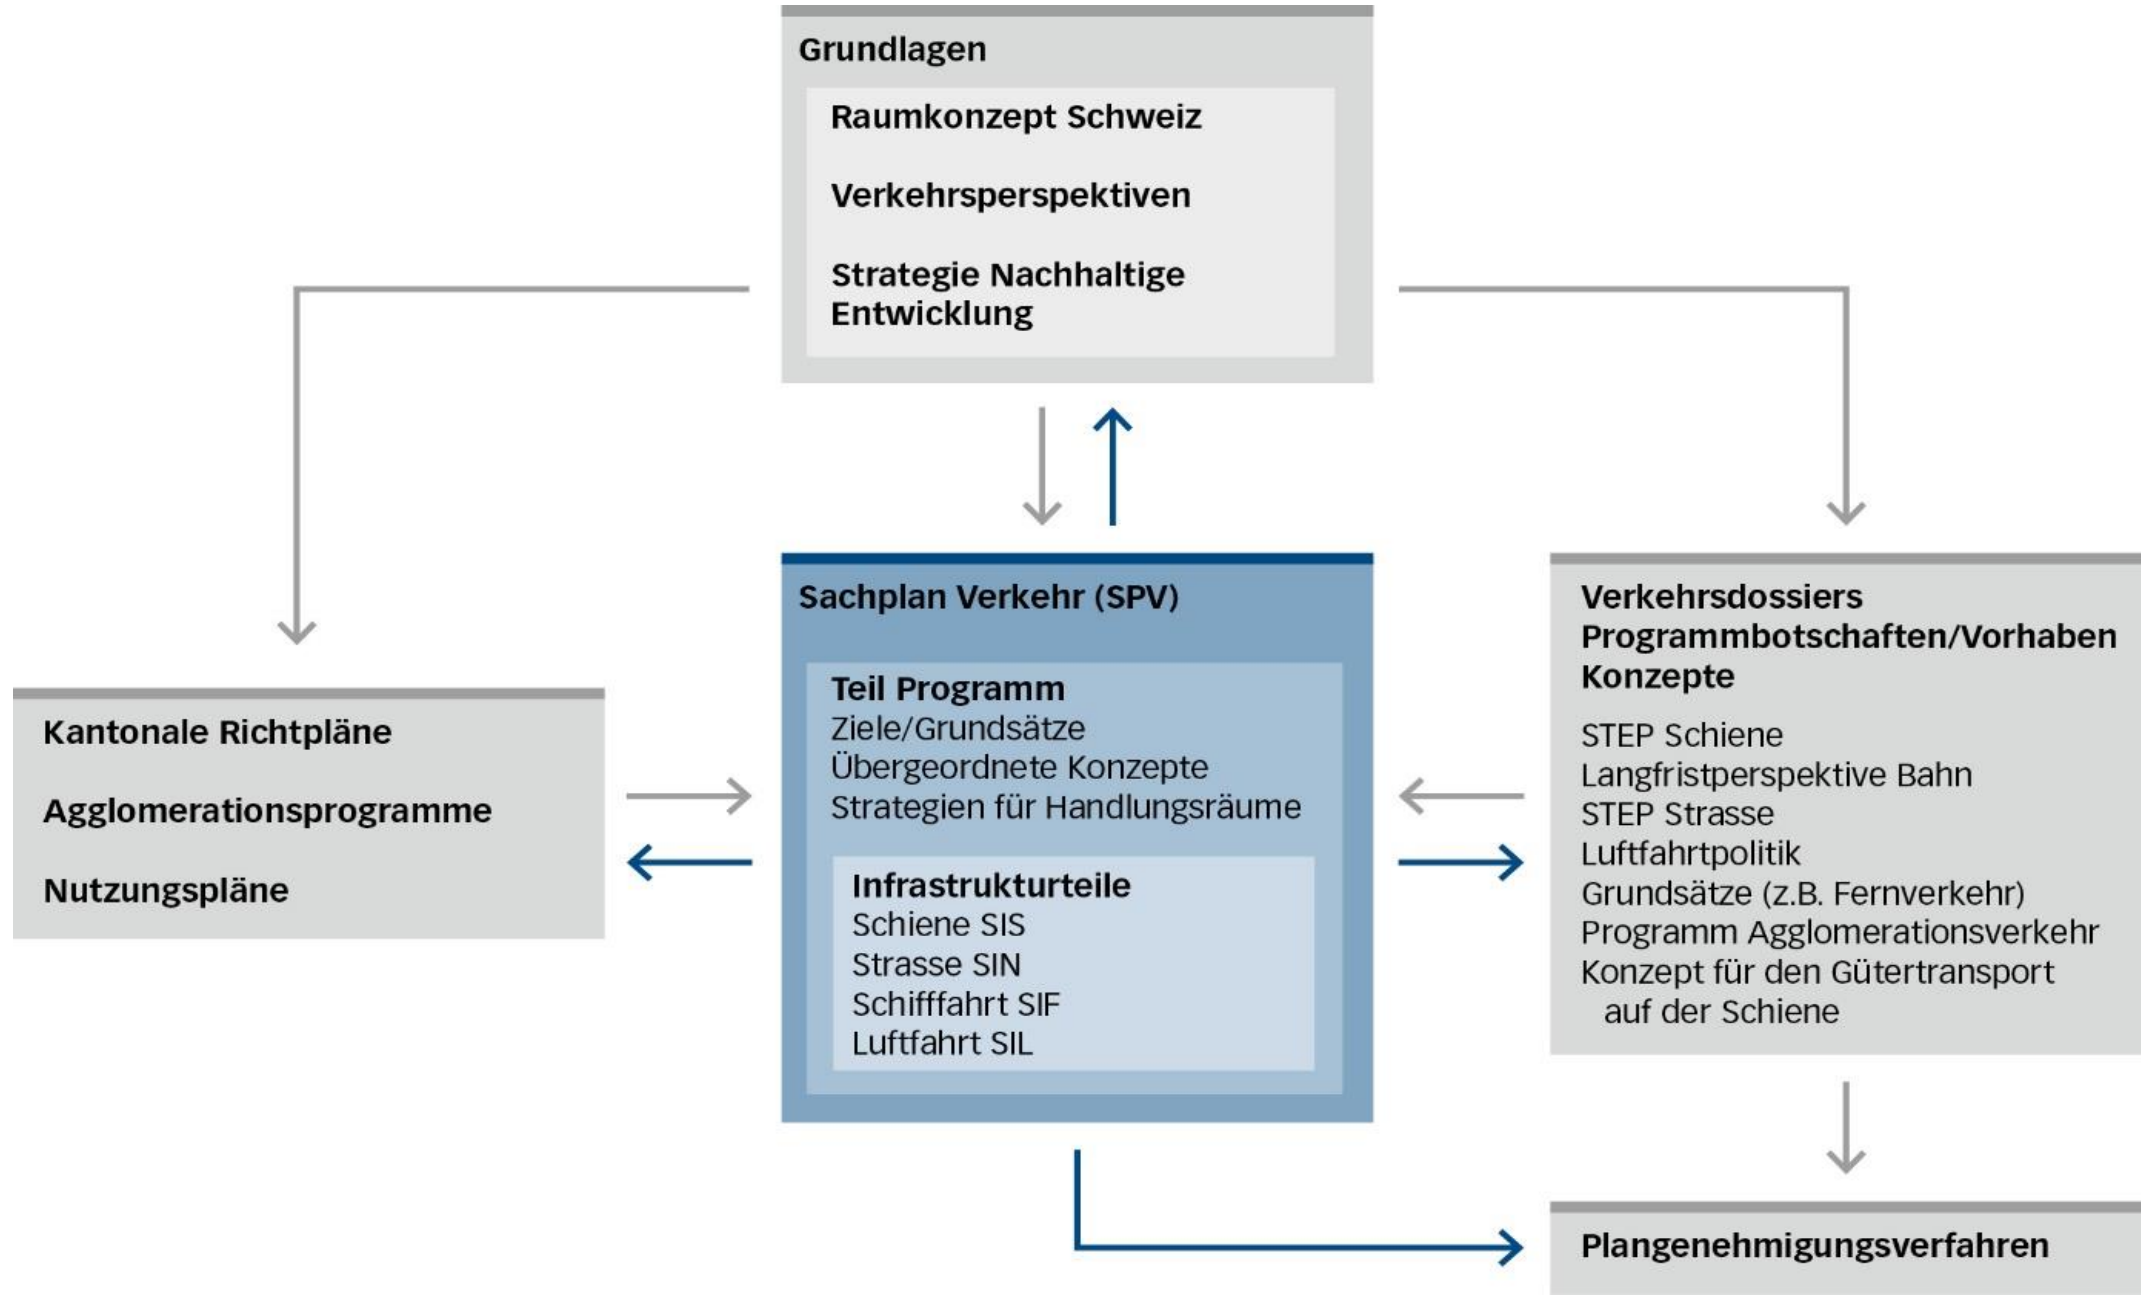 Grundlagen
Raumkonzept Schweiz
Verkehrsperspektiven
Strategie Nachhaltige
Entwicklung
Kantonale Richtpläne
Agglomerationsprogramme
Nutzungspläne
Sachplan Verkehr (SPV)
Teil Programm
Ziele/Grundsätze
Übergeordnete Konzepte
Strategien für Handlungsräume
Infrastrukturteile
Schiene SIS
Strasse SIN
Schifffahrt SIF
Luftfahrt SIL
Verkehrsdossiers
Programmbotschaften/Vorhaben
Konzepte
STEP Schiene
Langfristperspektive Bahn
STEP Strasse
Luftfahrtpolitik
Grundsätze (z.B. Fernverkehr)
Programm Agglomerationsverkehr
Konzept für den Gütertransport
auf der Schiene
Plangenehmigungsverfahren